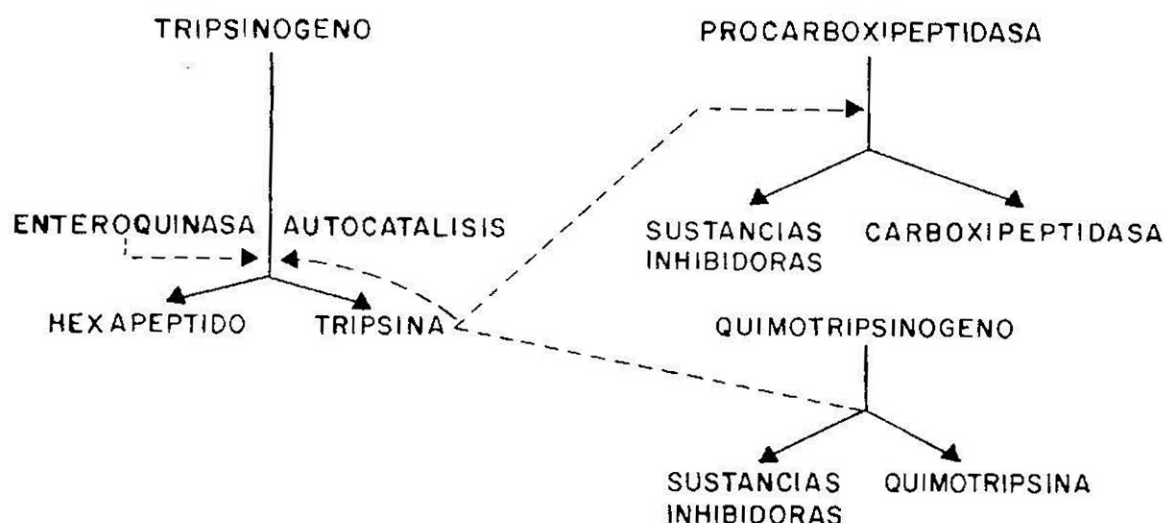 TRIPSINOGENO
PROCARBOXIPEPTIDASA
ENTEROQUINASA
AUTOCATALISIS
HEXAPEPTIDO
TRIPSINA
SUSTANCIAS
INHIBIDORAS
CARBOXIPEPTIDASA
QUIMOTRIPSINOGENO
SUSTANCIAS
INHIBIDORAS
QUIMOTRIPSINA